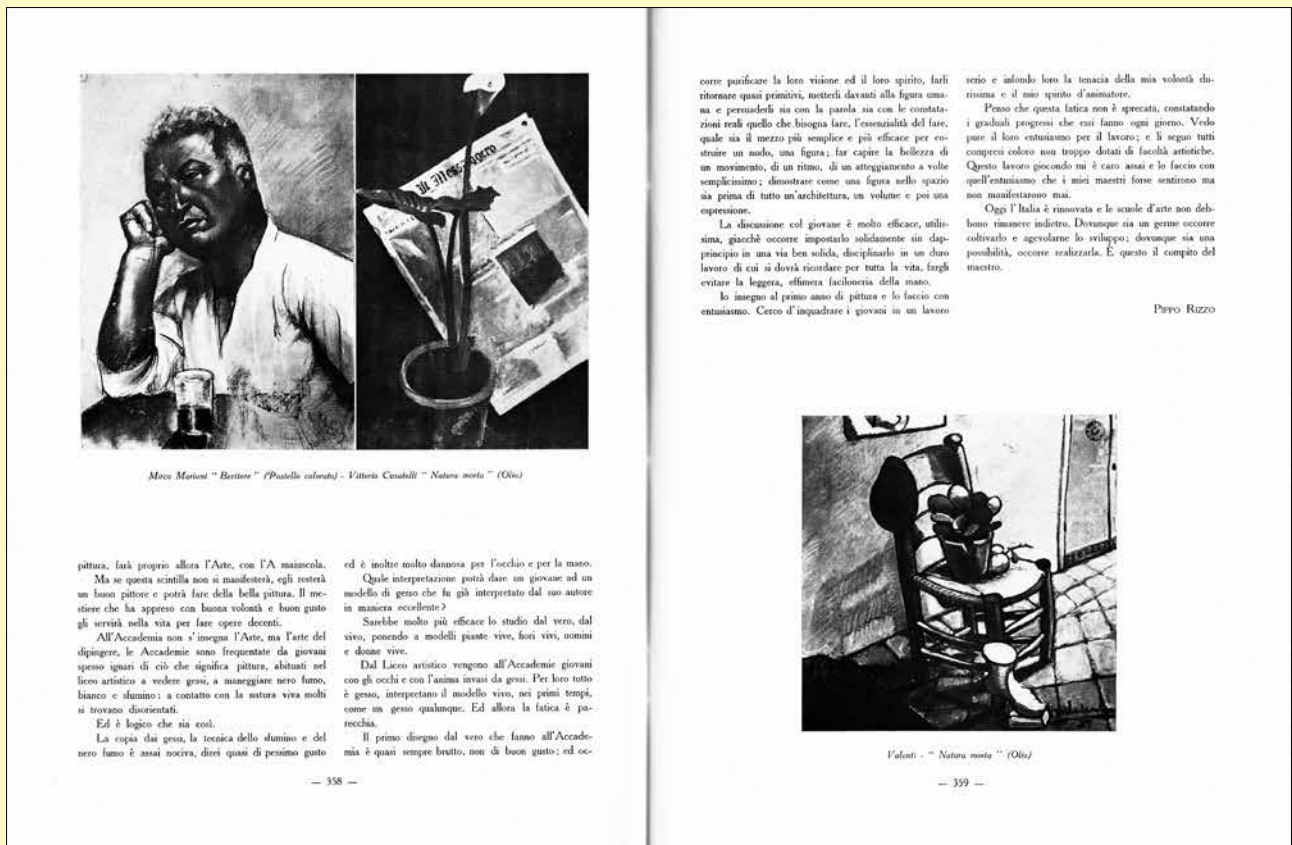 Il Messaggero
Mirco Mariani “ Bevitore ” (Pastello colorato) - Vittorio Casatelli “ Natura morta ” (Olio)
pittura, farà proprio allora l’Arte, con l’A maiuscola.
Ma se questa scintilla non si manifesterà, egli resterà
un buon pittore e potrà fare della bella pittura. Il me-
stiere che ha appreso con buona volontà e buon gusto
gli servirà nella vita per fare opere decenti.
All’Accademia non s’insegna l’Arte, ma l’arte del
dipingere, le Accademie sono frequentate da giovani
spesso ignari di ciò che significa pittura, abituati nel
liceo artistico a vedere gessi, a maneggiare nero fumo,
bianco e sfumino: a contatto con la natura viva molti
si trovano disorientati.
Ed è logico che sia così.
La copia dai gessi, la tecnica dello sfumino e del
nero fumo è assai nociva, direi quasi di pessimo gusto
ed è inoltre molto dannosa per l’occhio e per la mano.
Quale interpretazione potrà dare un giovane ad un
modello di gesso che fu già interpretato dal suo autore
in maniera eccellente?
Sarebbe molto più efficace lo studio dal vero, dal
vivo, ponendo a modelli piante vive, fiori vivi, uomini
e donne vive.
Dal Liceo artistico vengono all’Accademie giovani
con gli occhi e con l’anima invasi da gessi. Per loro tutto
è gesso, interpretano il modello vivo, nei primi tempi,
come un gesso qualunque. Ed allora la fatica è pa-
recchia.
Il primo disegno dal vero che fanno all’Accade-
mia è quasi sempre brutto, non di buon gusto; ed oc-
— 358 —
corre purificare la loro visione ed il loro spirito, farli
ritornare quasi primitivi, metterli davanti alla figura uma-
na e persuaderli sia con la parola sia con le constata-
zioni reali quello che bisogna fare, l’essenzialità del fare,
quale sia il mezzo più semplice e più efficace per co-
struire un nudo, una figura; far capire la bellezza di
un movimento, di un ritmo, di un atteggiamento a volte
semplicissimo; dimostrare come una figura nello spazio
sia prima di tutto un’architettura, un volume e poi una
espressione.
La discussione col giovane è molto efficace, utilis-
sima, giacchè occorre impostarlo solidamente sin dap-
principio in una via ben solida, disciplinarlo in un duro
lavoro di cui si dovrà ricordare per tutta la vita, fargli
evitare la leggera, effimera faciloneria della mano.
Io insegno al primo anno di pittura e lo faccio con
entusiasmo. Cerco d’inquadrare i giovani in un lavoro
serio e infondo loro la tenacia della mia volontà du-
rissima e il mio spirito d’animatore.
Penso che questa fatica non è sprecata, constatando
i graduali progressi che essi fanno ogni giorno. Vedo
pure il loro entusiasmo per il lavoro; e li seguo tutti
compresi coloro non troppo dotati di facoltà artistiche.
Questo lavoro giocondo mi è caro assai e lo faccio con
quell’entusiasmo che i miei maestri forse sentirono ma
non manifestarono mai.
Oggi l’Italia è rinnovata e le scuole d’arte non deb-
bono rimanere indietro. Dovunque sia un germe occorre
coltivarlo e agevolarne lo sviluppo; dovunque sia una
possibilità, occorre realizzarla. È questo il compito del
maestro.
PIPPO RIZZO
Valenti - “ Natura morta ” (Olio)
— 359 —